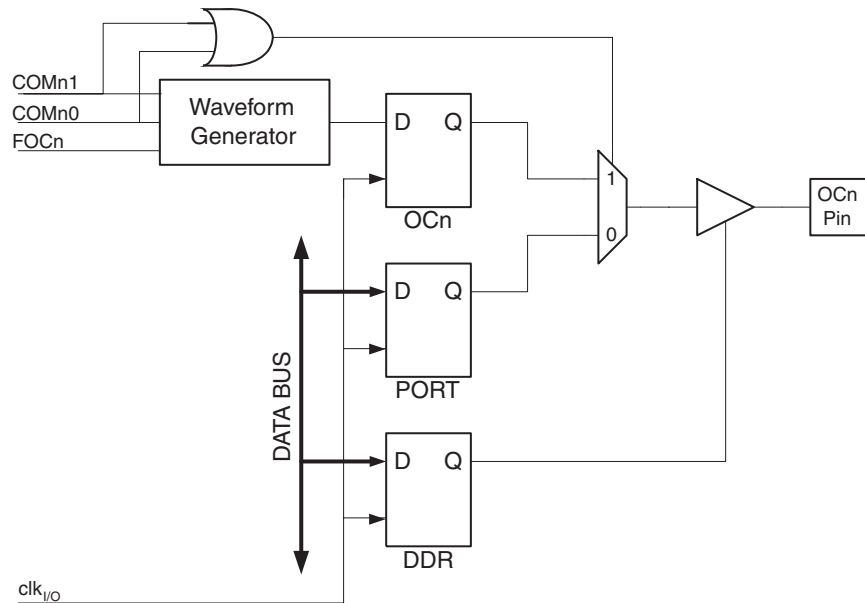 COMn1
COMn0
FOCn
Waveform
Generator
D
Q
OCn
1
0
OCn
Pin
D
Q
PORT
DATA BUS
D
Q
DDR
clkI/O